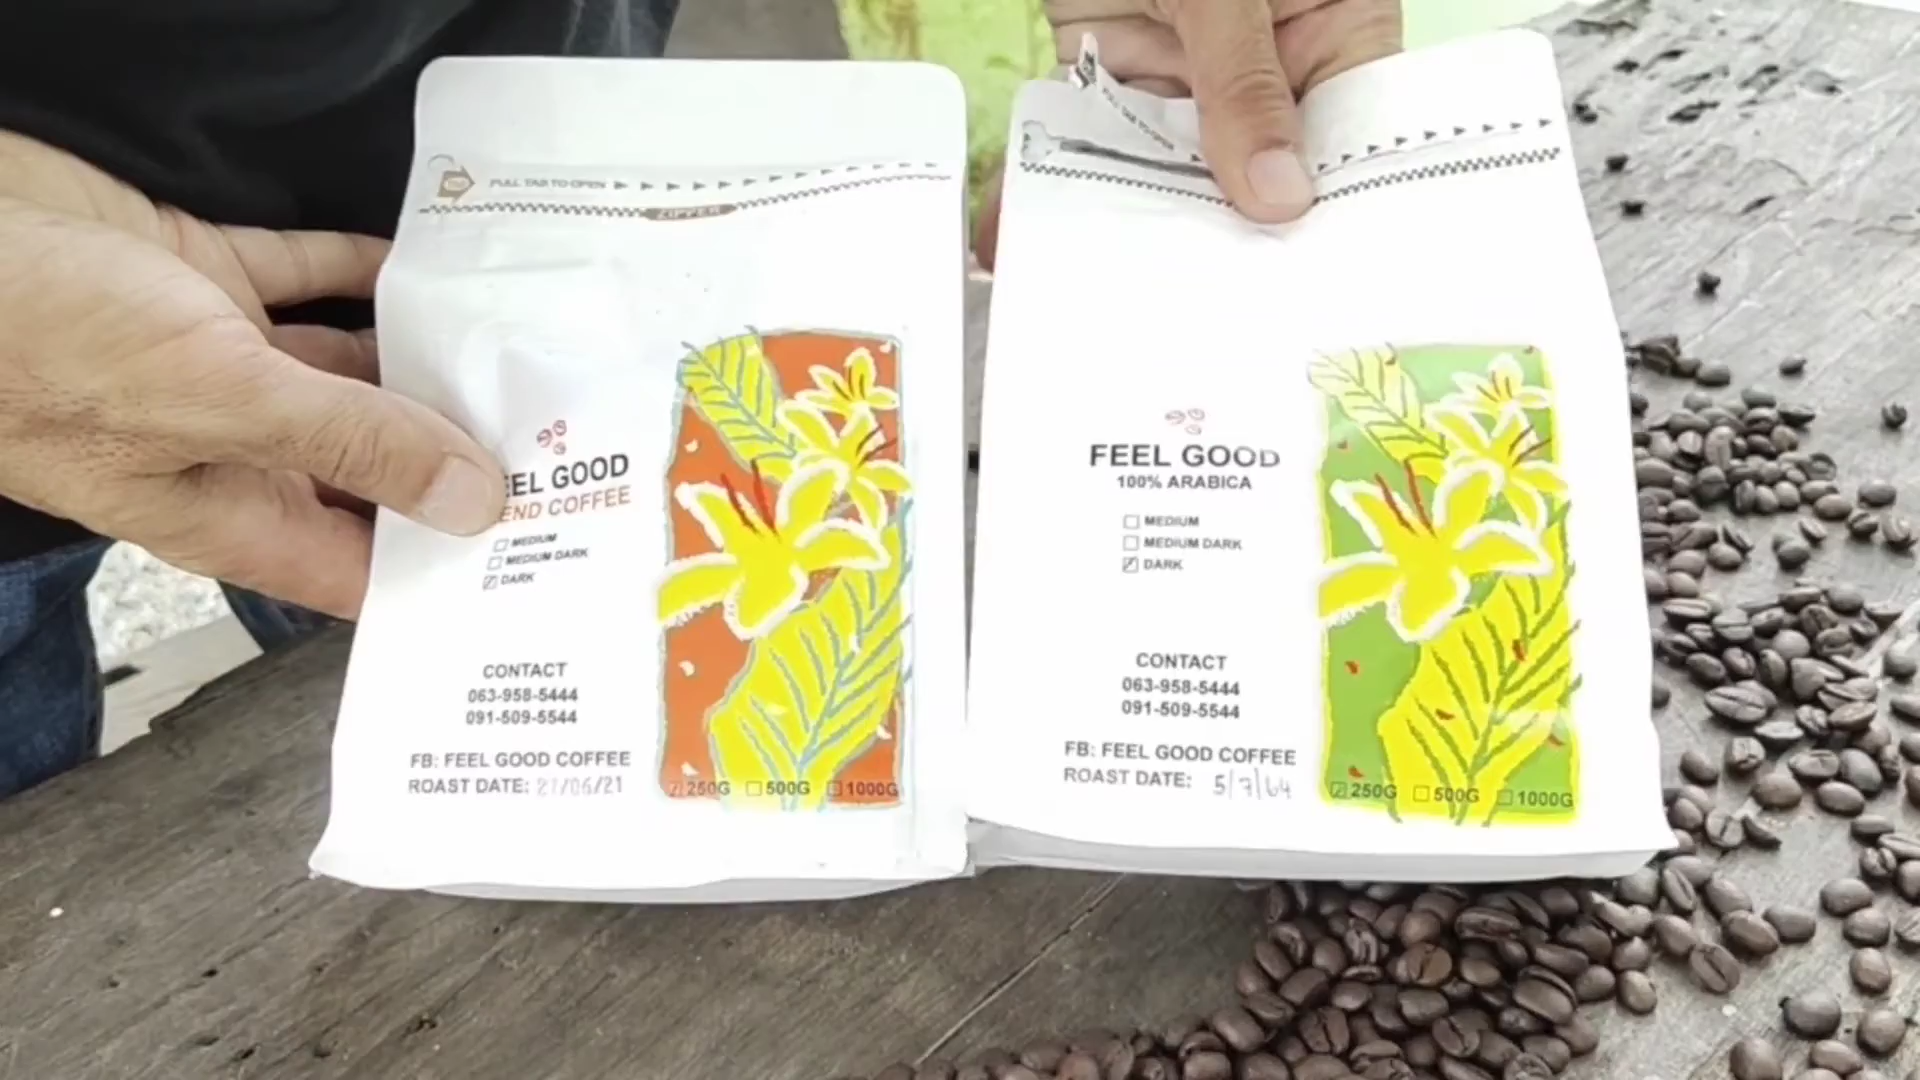 PULL TAB TO OPEN
ZIPPER
EEL GOOD
END COFFEE
MEDIUM
MEDIUM DARK
DARK
CONTACT
063-958-5444
091-509-5544
FB: FEEL GOOD COFFEE
ROAST DATE: 21/06/21
250G 500G 1000G
PULL TAB TO OPEN
FEEL GOOD
100% ARABICA
MEDIUM
MEDIUM DARK
DARK
CONTACT
063-958-5444
091-509-5544
FB: FEEL GOOD COFFEE
ROAST DATE: 5/7/64
250G 500G 1000G